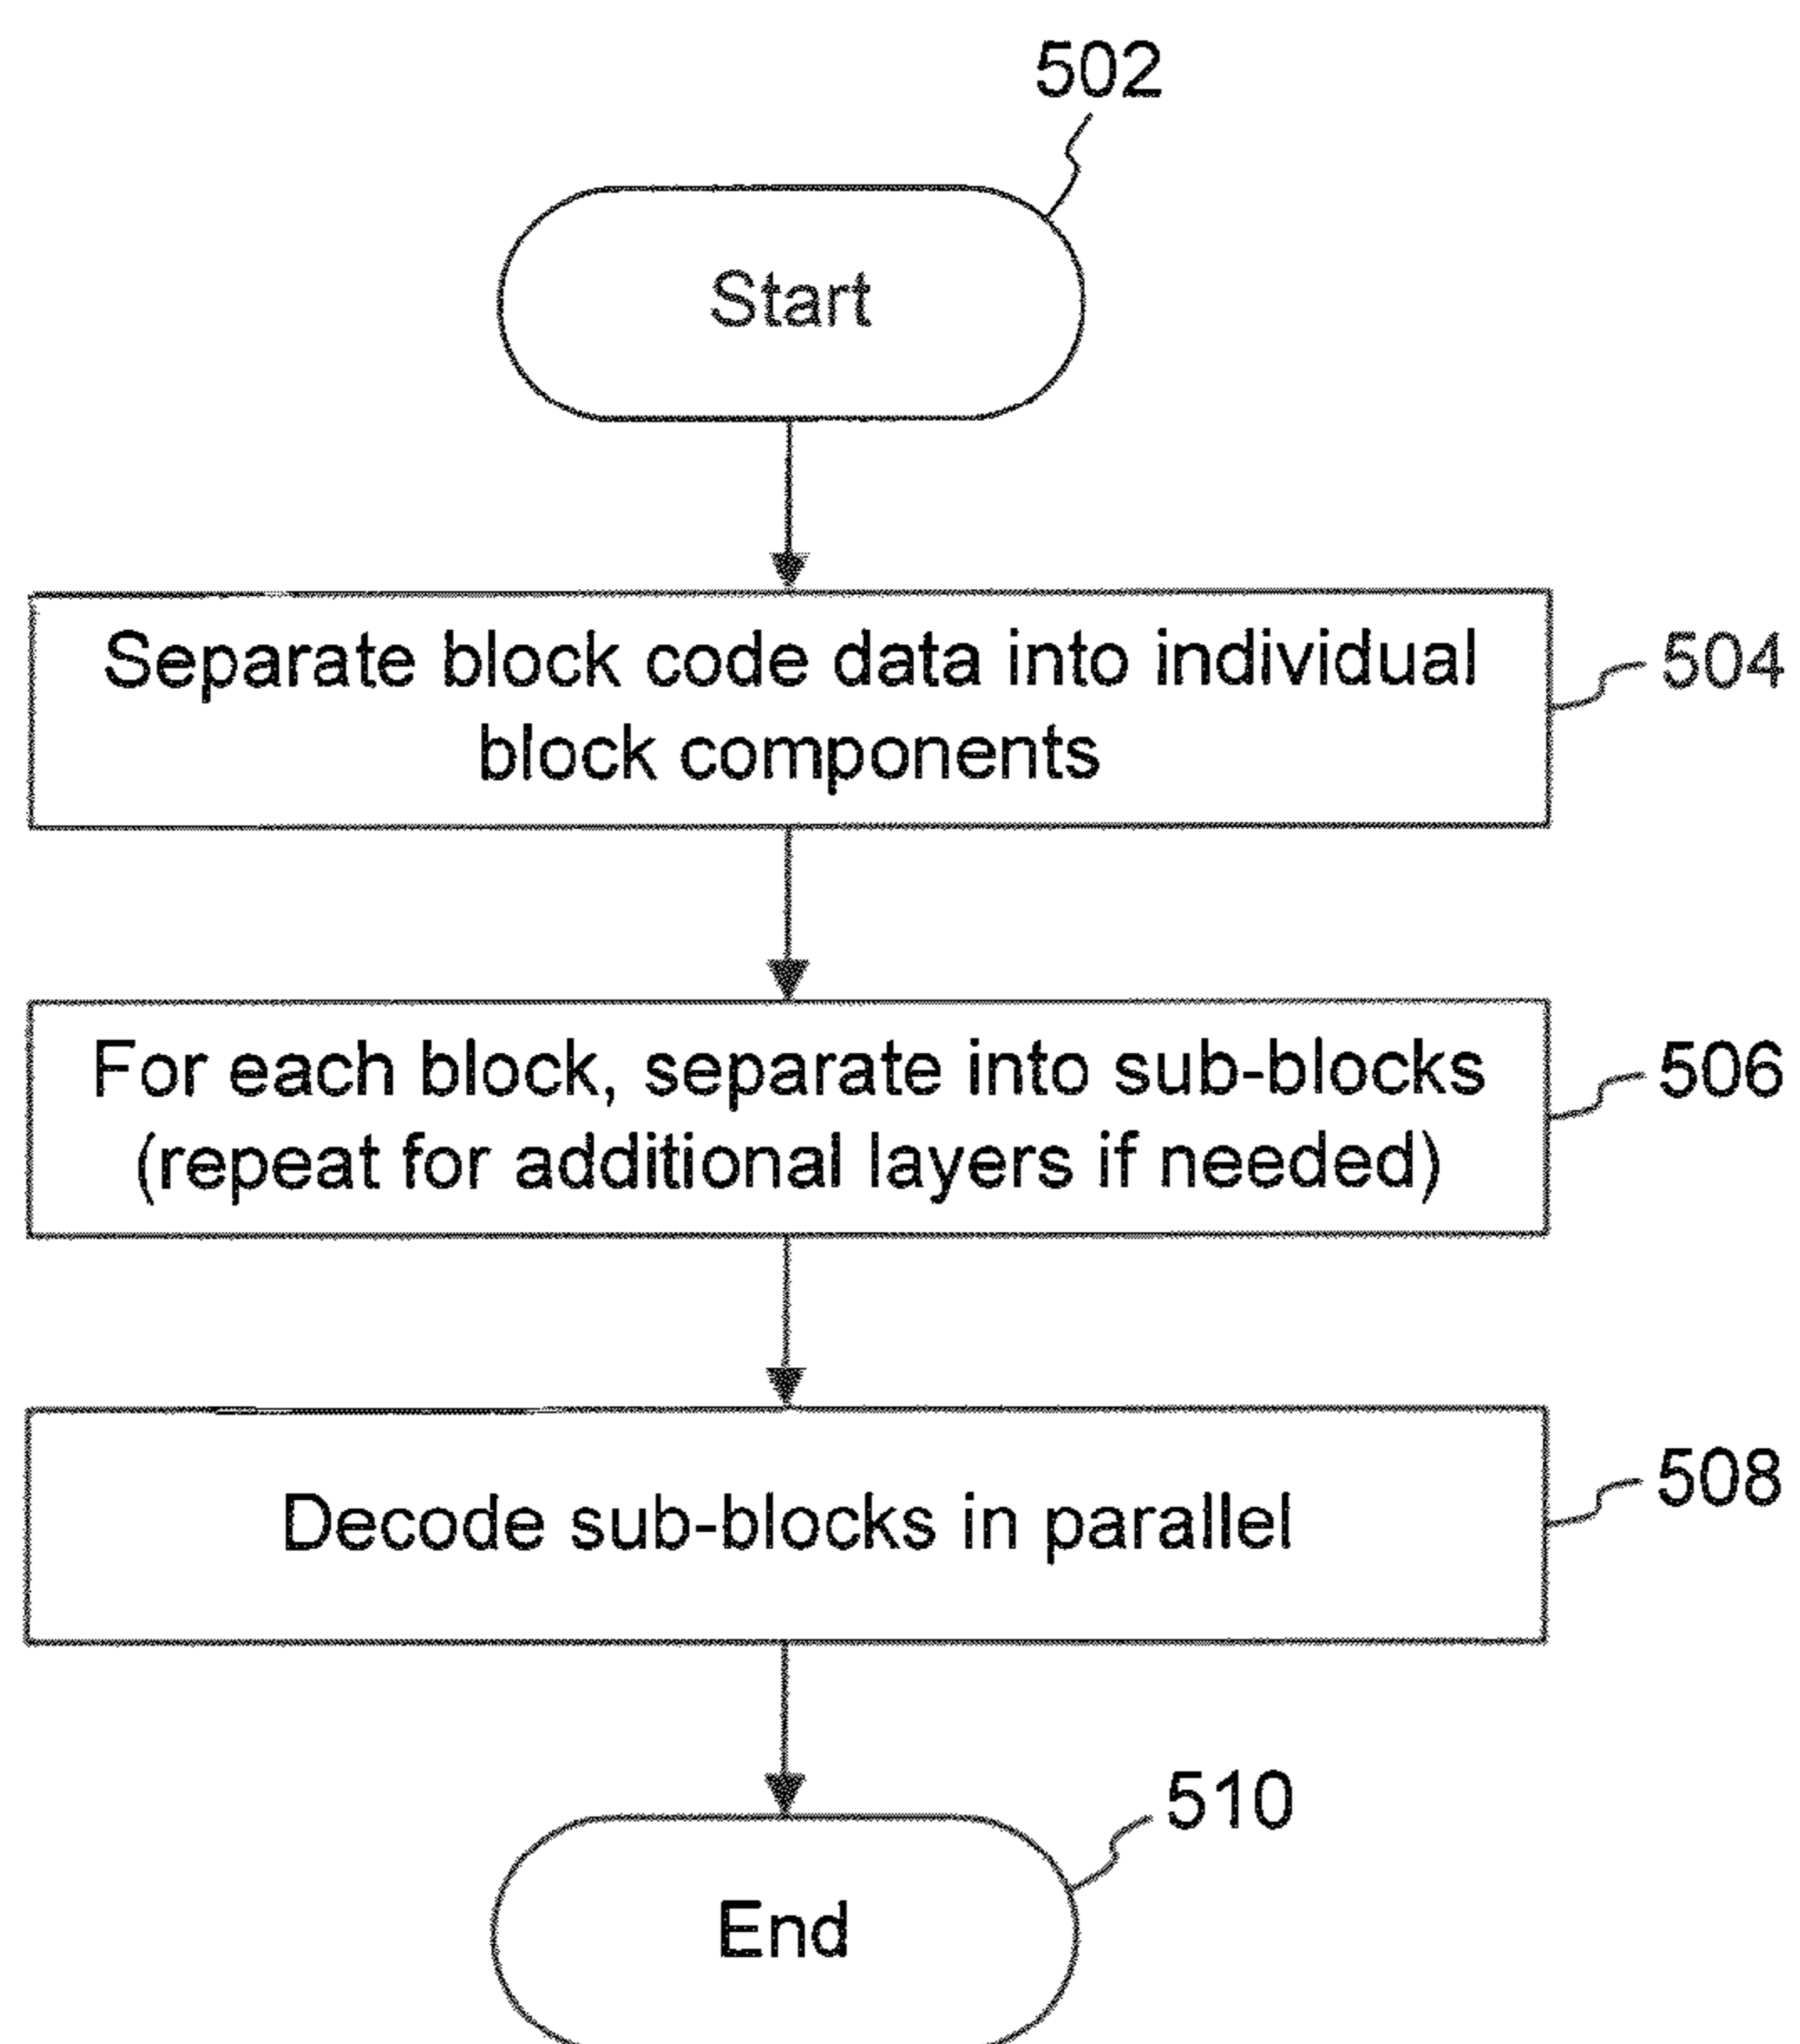 502
Start
Separate block code data into individual
block components
504
For each block, separate into sub-blocks
(repeat for additional layers if needed)
506
Decode sub-blocks in parallel
508
510
End